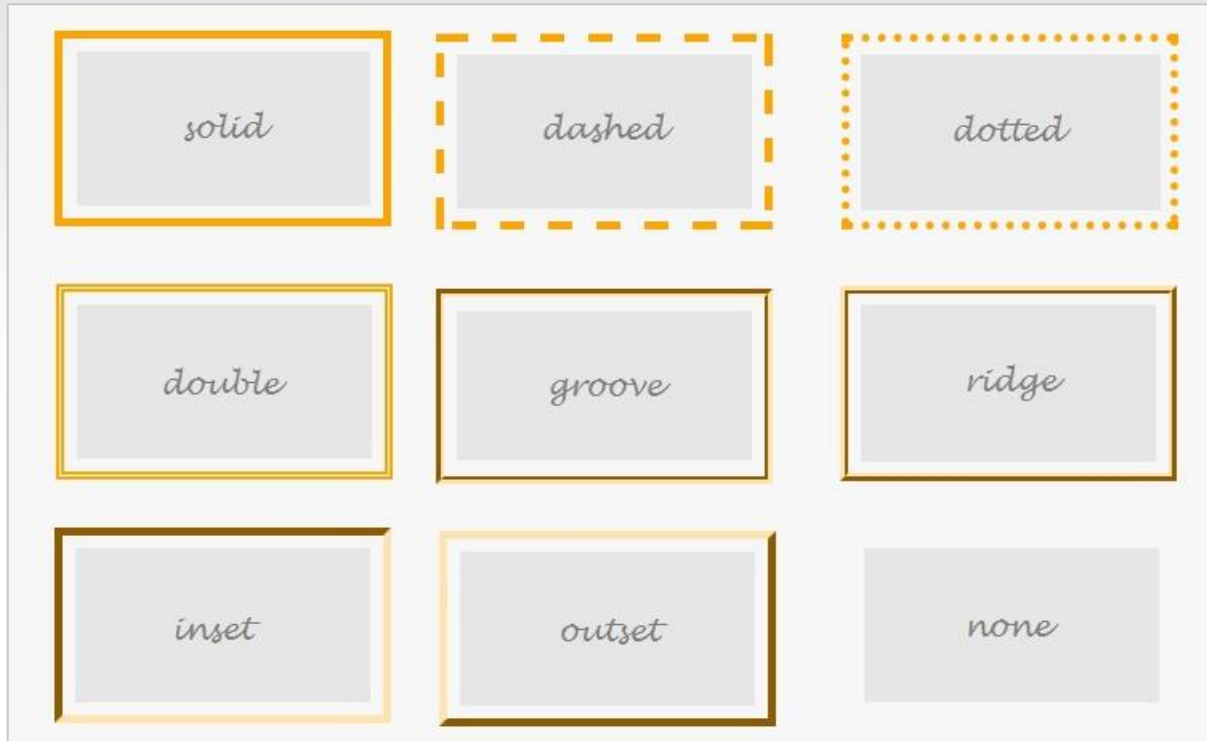 solid
dashed
dotted
double
groove
ridge
inset
outset
none